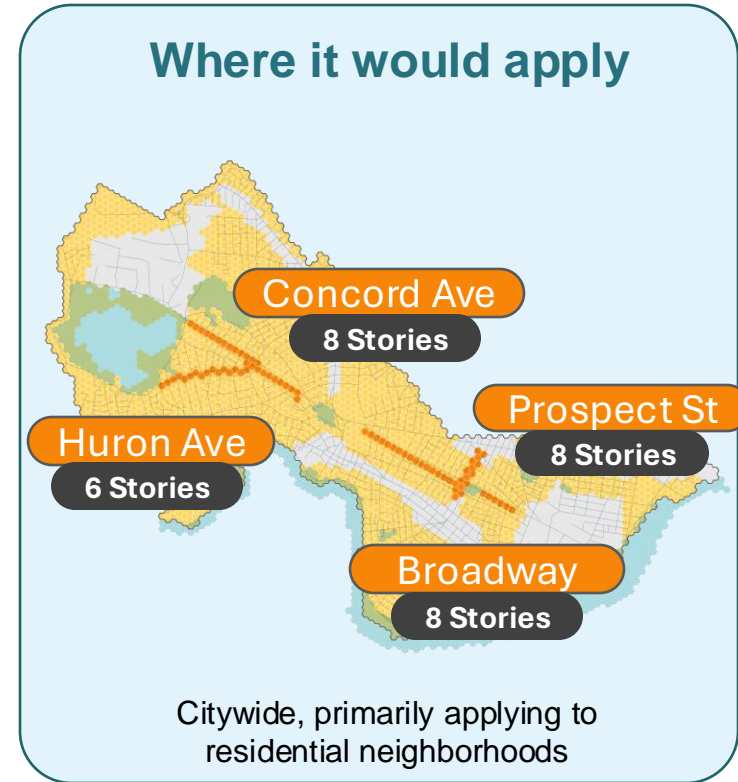 Where it would apply
Concord Ave
8 Stories
Prospect St
8 Stories
Huron Ave
6 Stories
Broadway
8 Stories
Citywide, primarily applying to
residential neighborhoods